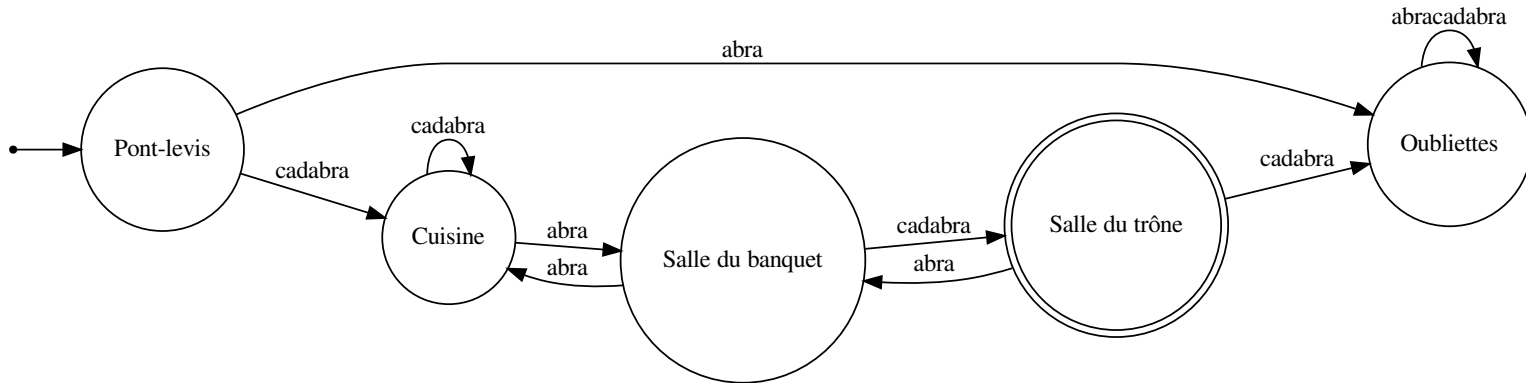 abracadabra
abra
Pont-levis
cadabra
cadabra
Cuisine
abra
abra
Salle du banquet
cadabra
abra
Salle du trône
cadabra
Oubliettes